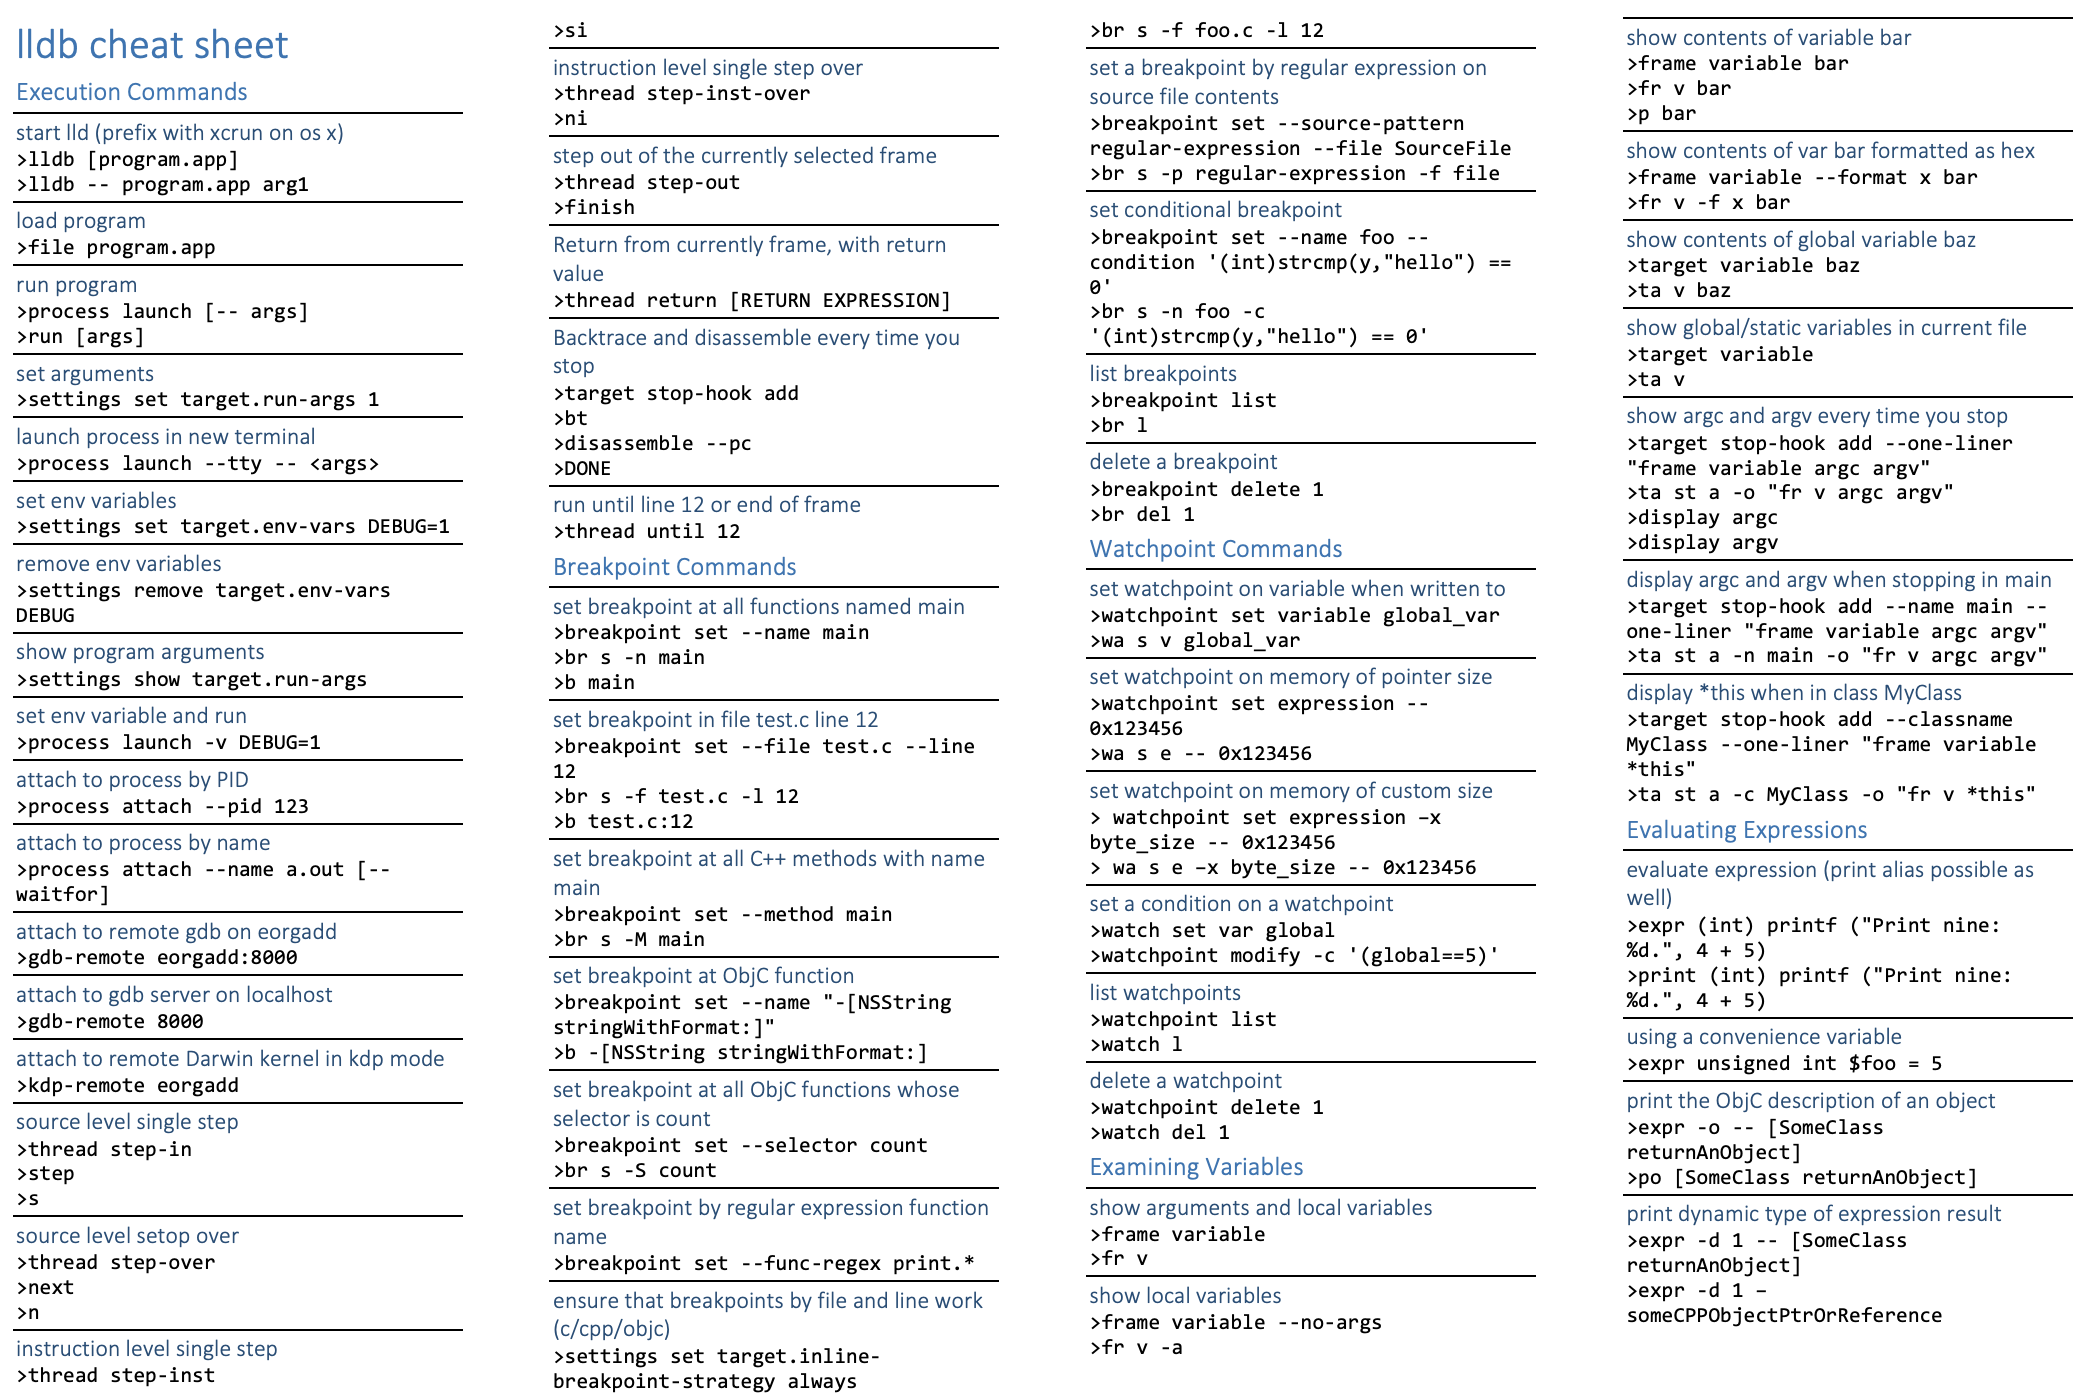 lldb cheat sheet
Execution Commands
start lld (prefix with xcrun on os x)
>lldb [program.app]
>lldb -- program.app arg1
load program
>file program.app
run program
>process launch [-- args]
>run [args]
set arguments
>settings set target.run-args 1
launch process in new terminal
>process launch --tty -- <args>
set env variables
>settings set target.env-vars DEBUG=1
remove env variables
>settings remove target.env-vars
DEBUG
show program arguments
>settings show target.run-args
set env variable and run
>process launch -v DEBUG=1
attach to process by PID
>process attach --pid 123
attach to process by name
>process attach --name a.out [--
waitfor]
attach to remote gdb on eorgadd
>gdb-remote eorgadd:8000
attach to gdb server on localhost
>gdb-remote 8000
attach to remote Darwin kernel in kdp mode
>kdp-remote eorgadd
source level single step
>thread step-in
>step
>s
source level setop over
>thread step-over
>next
>n
instruction level single step
>thread step-inst
>si
instruction level single step over
>thread step-inst-over
>ni
step out of the currently selected frame
>thread step-out
>finish
Return from currently frame, with return
value
>thread return [RETURN EXPRESSION]
Backtrace and disassemble every time you
stop
>target stop-hook add
>bt
>disassemble --pc
>DONE
run until line 12 or end of frame
>thread until 12
Breakpoint Commands
set breakpoint at all functions named main
>breakpoint set --name main
>br s -n main
>b main
set breakpoint in file test.c line 12
>breakpoint set --file test.c --line
12
>br s -f test.c -l 12
>b test.c:12
set breakpoint at all C++ methods with name
main
>breakpoint set --method main
>br s -M main
set breakpoint at ObjC function
>breakpoint set --name "-[NSString
stringWithFormat:]"
>b -[NSString stringWithFormat:]
set breakpoint at all ObjC functions whose
selector is count
>breakpoint set --selector count
>br s -S count
set breakpoint by regular expression function
name
>breakpoint set --func-regex print.*
ensure that breakpoints by file and line work
(c/cpp/objc)
>settings set target.inline-
breakpoint-strategy always
>br s -f foo.c -l 12
set a breakpoint by regular expression on
source file contents
>breakpoint set --source-pattern
regular-expression --file SourceFile
>br s -p regular-expression -f file
set conditional breakpoint
>breakpoint set --name foo --
condition '(int)strcmp(y,"hello") ==
0'
>br s -n foo -c
'(int)strcmp(y,"hello") == 0'
list breakpoints
>breakpoint list
>br l
delete a breakpoint
>breakpoint delete 1
>br del 1
Watchpoint Commands
set watchpoint on variable when written to
>watchpoint set variable global_var
>wa s v global_var
set watchpoint on memory of pointer size
>watchpoint set expression --
0x123456
>wa s e -- 0x123456
set watchpoint on memory of custom size
> watchpoint set expression –x
byte_size -- 0x123456
> wa s e –x byte_size -- 0x123456
set a condition on a watchpoint
>watch set var global
>watchpoint modify -c '(global==5)'
list watchpoints
>watchpoint list
>watch l
delete a watchpoint
>watchpoint delete 1
>watch del 1
Examining Variables
show arguments and local variables
>frame variable
>fr v
show local variables
>frame variable --no-args
>fr v -a
show contents of variable bar
>frame variable bar
>fr v bar
>p bar
show contents of var bar formatted as hex
>frame variable --format x bar
>fr v -f x bar
show contents of global variable baz
>target variable baz
>ta v baz
show global/static variables in current file
>target variable
>ta v
show argc and argv every time you stop
>target stop-hook add --one-liner
"frame variable argc argv"
>ta st a -o "fr v argc argv"
>display argc
>display argv
display argc and argv when stopping in main
>target stop-hook add --name main --
one-liner "frame variable argc argv"
>ta st a -n main -o "fr v argc argv"
display *this when in class MyClass
>target stop-hook add --classname
MyClass --one-liner "frame variable
*this"
>ta st a -c MyClass -o "fr v *this"
Evaluating Expressions
evaluate expression (print alias possible as
well)
>expr (int) printf ("Print nine:
%d.", 4 + 5)
>print (int) printf ("Print nine:
%d.", 4 + 5)
using a convenience variable
>expr unsigned int $foo = 5
print the ObjC description of an object
>expr -o -- [SomeClass
returnAnObject]
>po [SomeClass returnAnObject]
print dynamic type of expression result
>expr -d 1 -- [SomeClass
returnAnObject]
>expr -d 1 –
someCPPObjectPtrOrReference